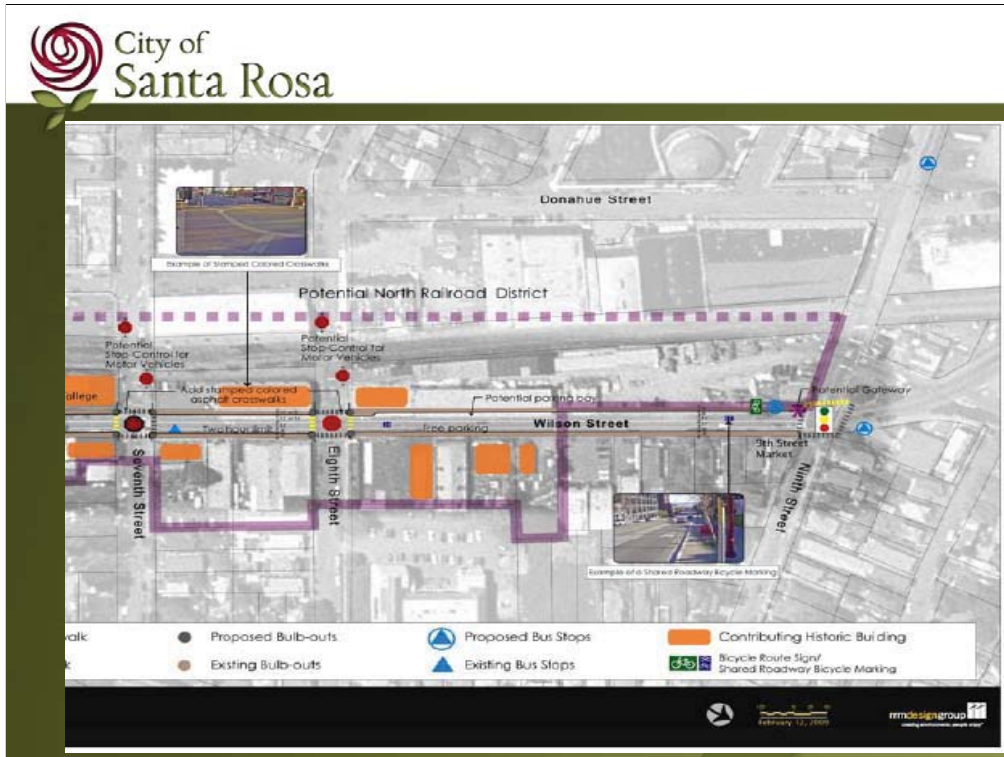 City of
Santa Rosa
Donahue Street
Example of Stamped Colored Crosswalks
Potential North Railroad District
Potential
Stop-Control for
Motor Vehicles
Potential
Stop-Control for
Motor Vehicles
ollege
Add stamped colored
asphalt crosswalks
Potential parking bay
Potential Gateway
Two hour limit
Free parking
Wilson Street
9th Street
Market
Seventh Street
Eighth Street
Ninth Street
Example of a Shared Roadway Bicycle Marking
walk
Proposed Bulb-outs
Proposed Bus Stops
Contributing Historic Building
k
Existing Bulb-outs
Existing Bus Stops
Bicycle Route Sign/
Shared Roadway Bicycle Marking
February 12, 2009
rrmdesigngroup